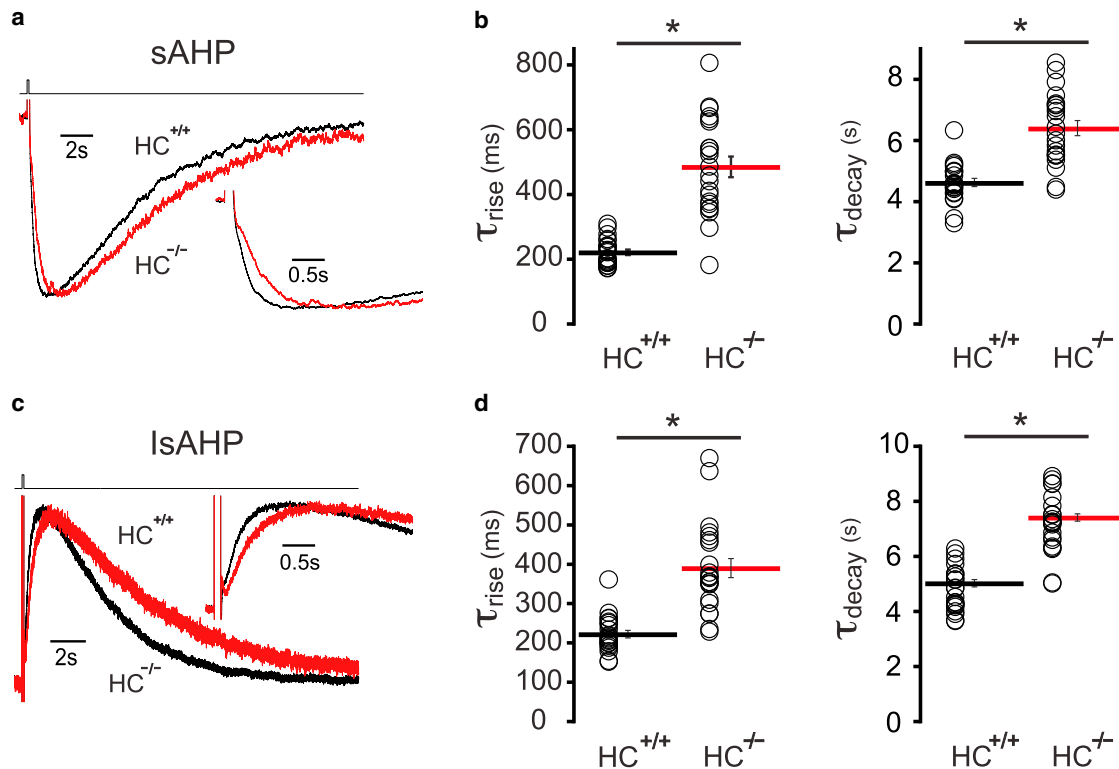 a
sAHP
2s
HC+/+
HC-/-
0.5s
b
*
τrise (ms)
800
600
400
200
0
HC+/+ HC-/-
*
τdecay (s)
8
6
4
2
0
HC+/+ HC-/-
c
IsAHP
HC+/+
0.5s
2s
HC-/-
d
*
τrise (ms)
700
600
500
400
300
200
100
0
HC+/+ HC-/-
*
τdecay (s)
10
8
6
4
2
0
HC+/+ HC-/-